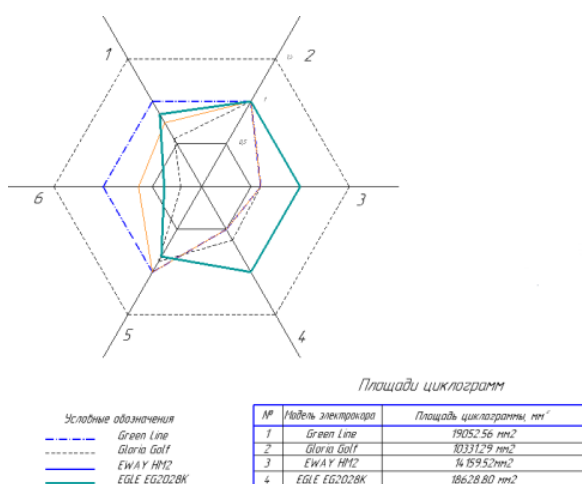 1
2
6
3
5
4
Площади циклограмм
Условные обозначения
Green Line
Gloria Golf
EWAY HM2
EGLE EG2028K
№ Модель электрокара Площадь циклограммы, мм²
1 Green Line 19052.56 мм2
2 Gloria Golf 10331.29 мм2
3 EWAY HM2 14159.52мм2
4 EGLE EG2028K 18628.80 мм2